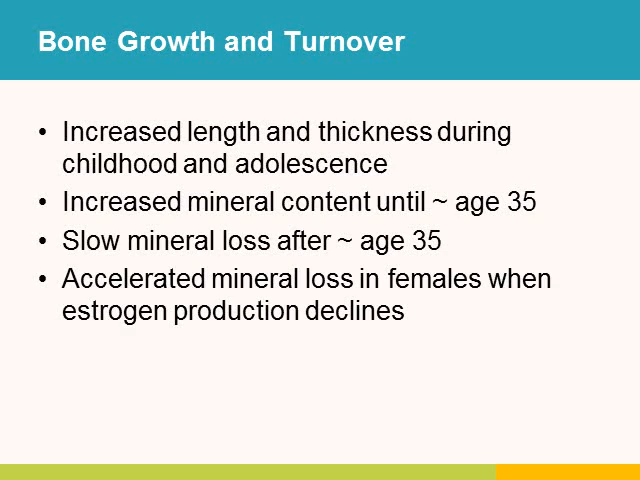 Bone Growth and Turnover
• Increased length and thickness during
childhood and adolescence
• Increased mineral content until ~ age 35
• Slow mineral loss after ~ age 35
• Accelerated mineral loss in females when
estrogen production declines